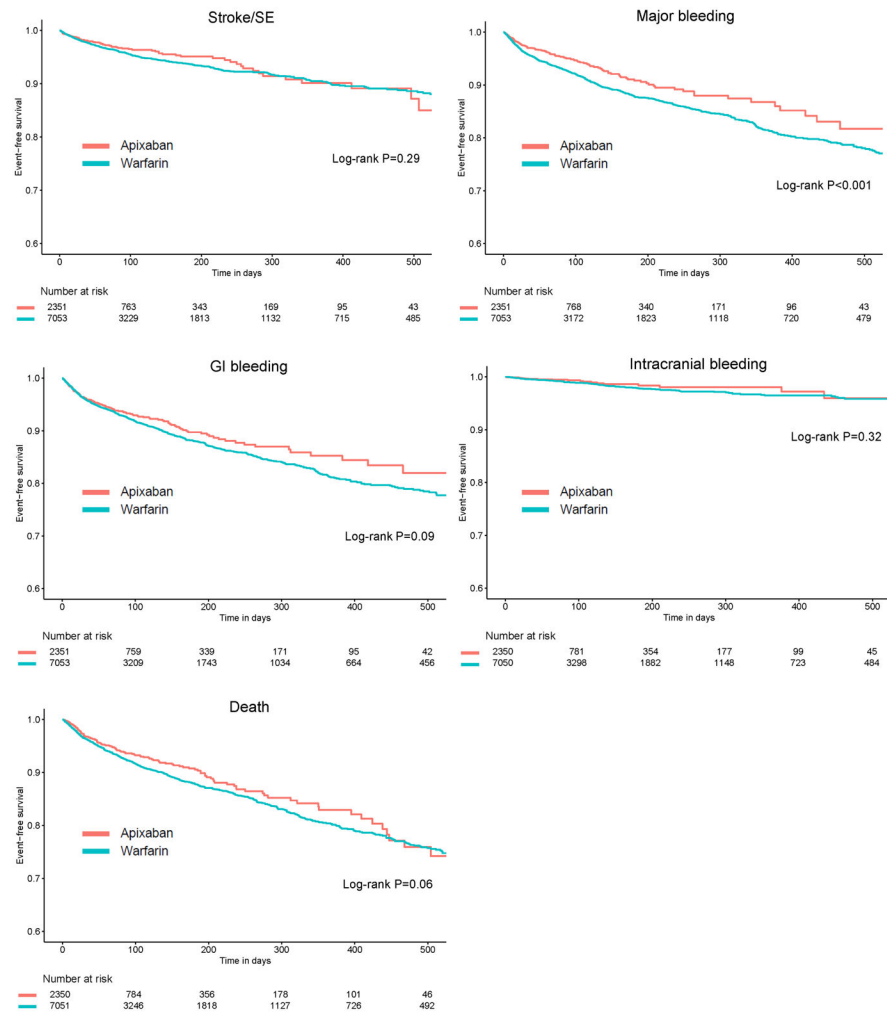 Stroke/SE
1.0
0.9
0.8
0.7
0.6
Event-free survival
Apixaban
Warfarin
Log-rank P=0.29
0 100 200 300 400 500
Time in days
Number at risk
2351 763 343 169 95 43
7053 3229 1813 1132 715 485
Major bleeding
1.0
0.9
0.8
0.7
0.6
Event-free survival
Apixaban
Warfarin
Log-rank P<0.001
0 100 200 300 400 500
Time in days
Number at risk
2351 768 340 171 96 43
7053 3172 1823 1118 720 479
GI bleeding
1.0
0.9
0.8
0.7
0.6
Event-free survival
Apixaban
Warfarin
Log-rank P=0.09
0 100 200 300 400 500
Time in days
Number at risk
2351 759 339 171 95 42
7053 3209 1743 1034 664 456
Intracranial bleeding
1.0
0.9
0.8
0.7
0.6
Event-free survival
Apixaban
Warfarin
Log-rank P=0.32
0 100 200 300 400 500
Time in days
Number at risk
2350 781 354 177 99 45
7050 3298 1882 1148 723 484
Death
1.0
0.9
0.8
0.7
0.6
Event-free survival
Apixaban
Warfarin
Log-rank P=0.06
0 100 200 300 400 500
Time in days
Number at risk
2350 784 356 178 101 46
7051 3246 1818 1127 726 492